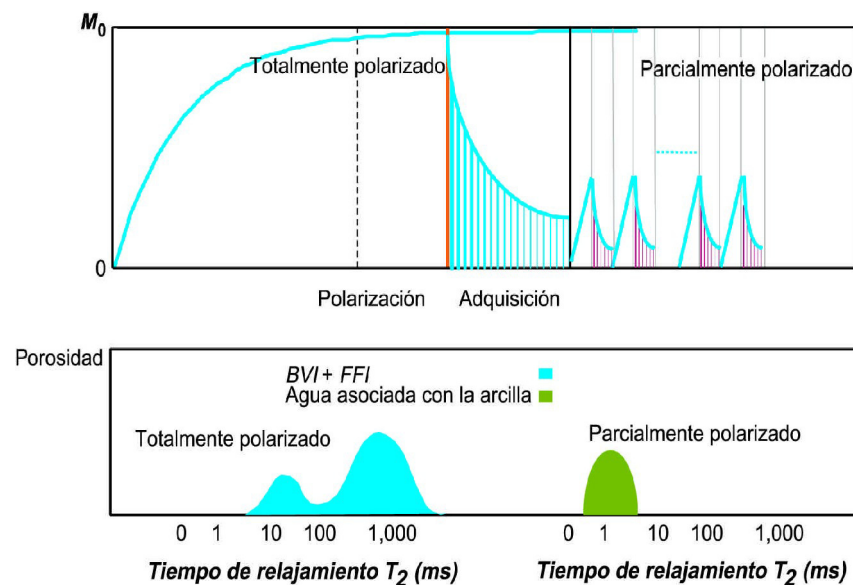 M0
Totalmente polarizado
Parcialmente polarizado
0
Polarización
Adquisición
Porosidad
BVI + FFI
Agua asociada con la arcilla
Totalmente polarizado
Parcialmente polarizado
0 1 10 100 1,000
0 1 10 100 1,000
Tiempo de relajamiento T2 (ms)
Tiempo de relajamiento T2 (ms)